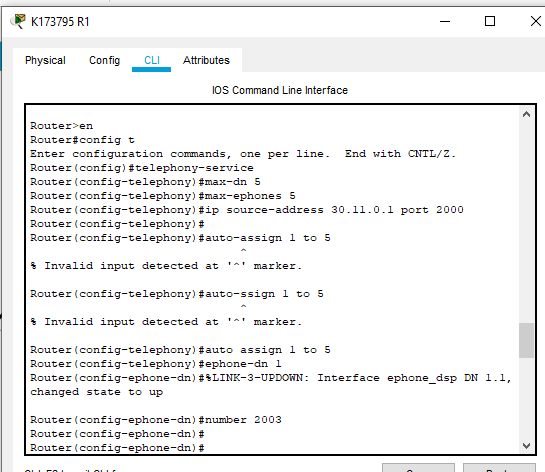 K173795 R1
Physical Config CLI Attributes
IOS Command Line Interface
Router>en
Router#config t
Enter configuration commands, one per line.  End with CNTL/Z.
Router(config)#telephony-service
Router(config-telephony)#max-dn 5
Router(config-telephony)#max-ephones 5
Router(config-telephony)#ip source-address 30.11.0.1 port 2000
Router(config-telephony)#
Router(config-telephony)#auto-assign 1 to 5
^
% Invalid input detected at '^' marker.
Router(config-telephony)#auto-ssign 1 to 5
^
% Invalid input detected at '^' marker.
Router(config-telephony)#auto assign 1 to 5
Router(config-telephony)#ephone-dn 1
Router(config-ephone-dn)#%LINK-3-UPDOWN: Interface ephone_dsp DN 1.1,
changed state to up
Router(config-ephone-dn)#number 2003
Router(config-ephone-dn)#
Router(config-ephone-dn)#